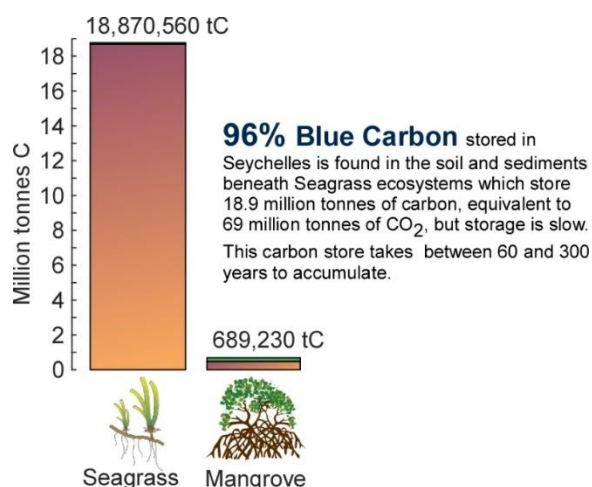 18,870,560 tC
18
16
14
12
10
8
6
4
2
0
Million tonnes C
96% Blue Carbon stored in
Seychelles is found in the soil and sediments
beneath Seagrass ecosystems which store
18.9 million tonnes of carbon, equivalent to
69 million tonnes of CO2, but storage is slow.
This carbon store takes between 60 and 300
years to accumulate.
689,230 tC
Seagrass
Mangrove